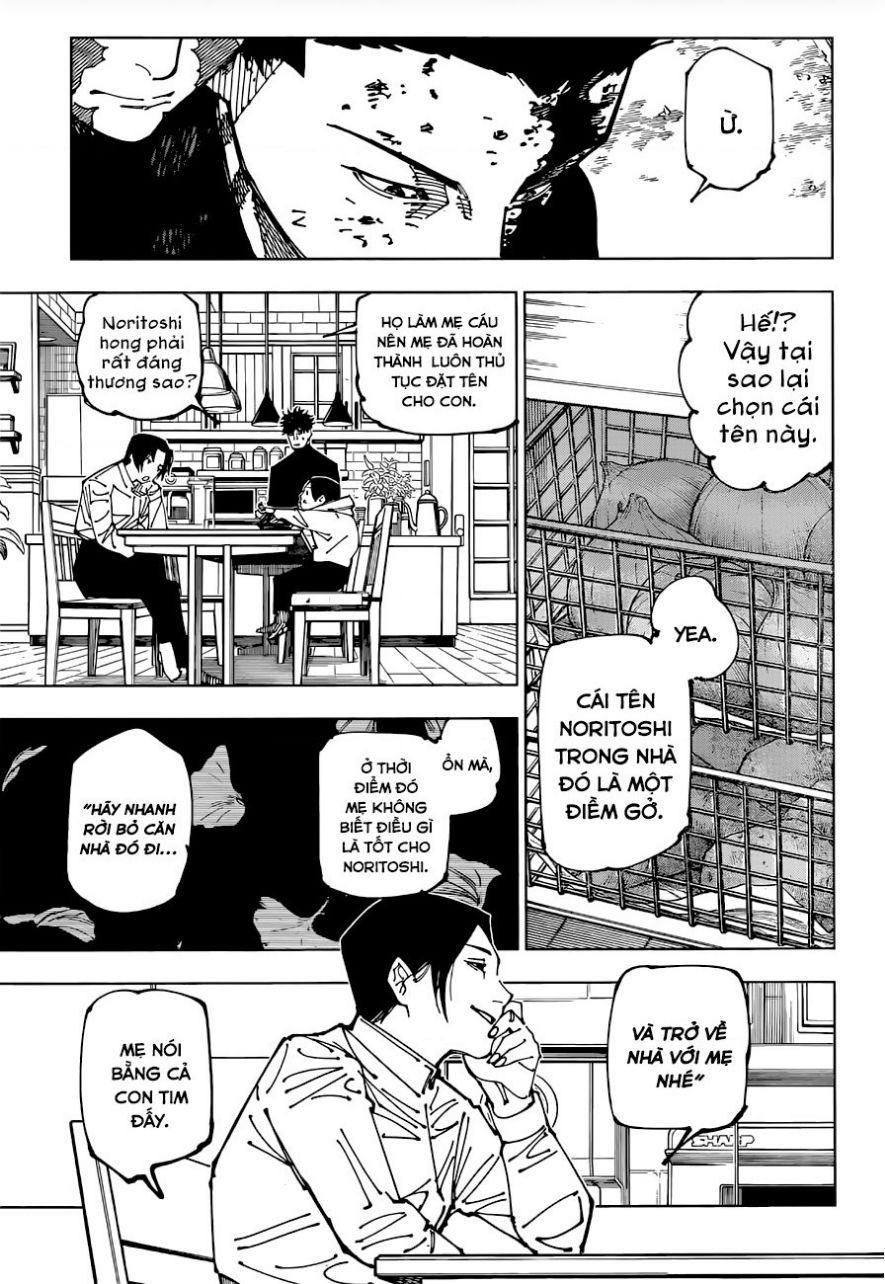 Ừ.
Hế!?
Vậy tại
sao lại
chọn cái
tên này.
YEA.
CÁI TÊN
NORITOSHI
TRONG NHÀ
ĐÓ LÀ MỘT
ĐIỀM GỞ.
HỌ LÀM MẸ CÁU
NÊN MẸ ĐÃ HOÀN
THÀNH LUÔN THỦ
TỤC ĐẶT TÊN
CHO CON.
Noritoshi
hong phải
rất đáng
thương sao?
ỔN MÀ,
Ở THỜI
ĐIỂM ĐÓ
MẸ KHÔNG
BIẾT ĐIỀU GÌ
LÀ TỐT CHO
NORITOSHI.
“HÃY NHANH
RỜI BỎ CĂN
NHÀ ĐÓ ĐI...
VÀ TRỞ VỀ
NHÀ VỚI MẸ
NHÉ”
SHARP
MẸ NÓI
BẰNG CẢ
CON TIM
ĐẤY.